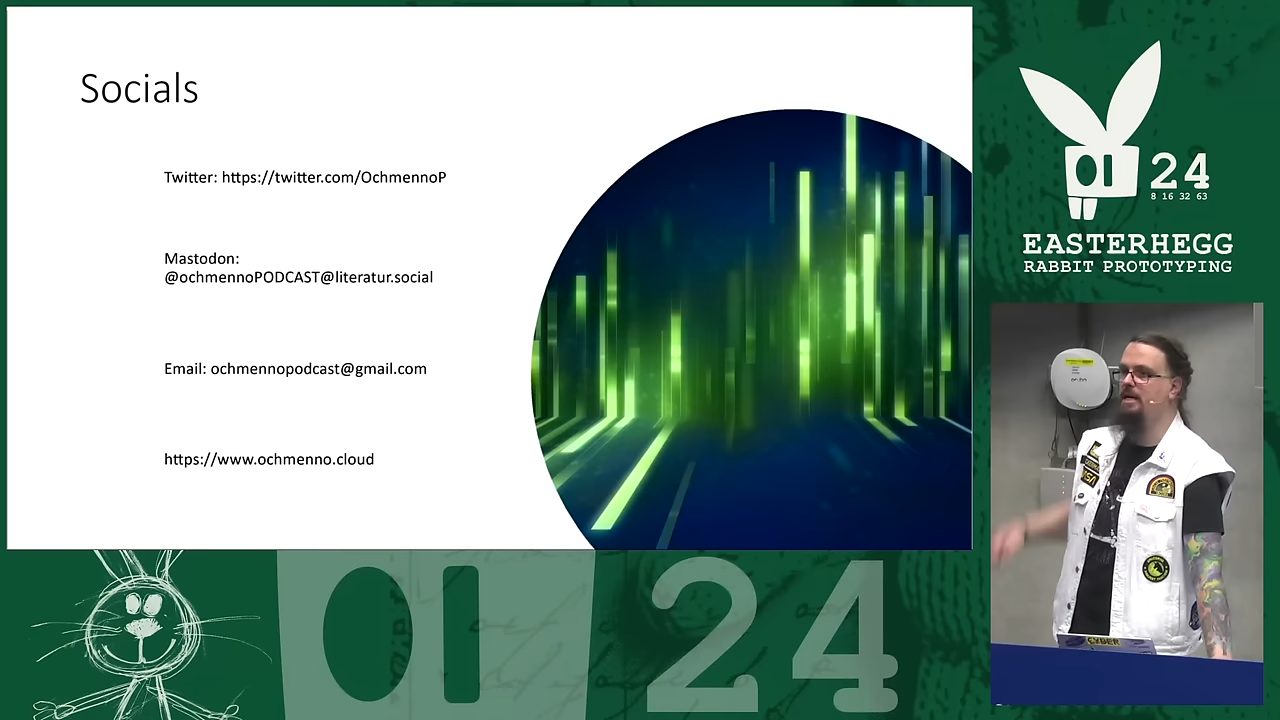 Socials
Twitter: https://twitter.com/OchmennoP
Mastodon:
@ochmennoPODCAST@literatur.social
Email: ochmennopodcast@gmail.com
https://www.ochmenno.cloud
24
8 16 32 63
EASTERHEGG
RABBIT PROTOTYPING
CYBER
24